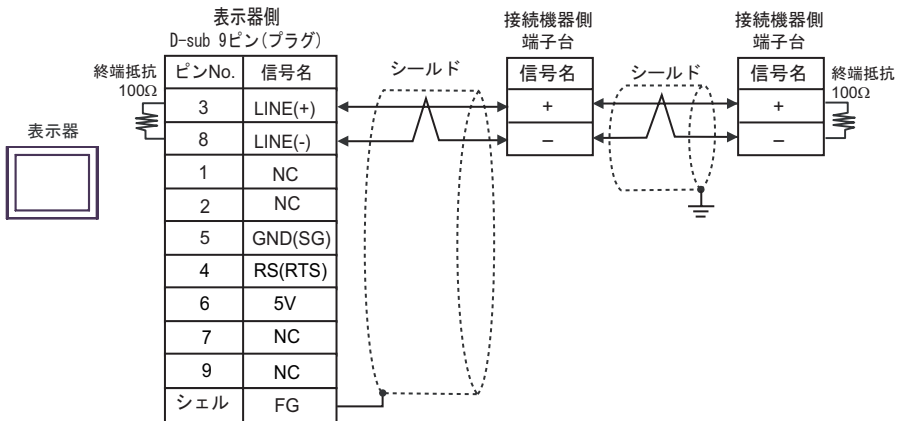 表示器側
D-sub 9ピン(プラグ)
接続機器側
端子台
接続機器側
端子台
終端抵抗
100Ω
ピンNo. 信号名
シールド
信号名
シールド
信号名
終端抵抗
100Ω
3 LINE(+)
+
+
表示器
8 LINE(-)
−
−
1 NC
2 NC
5 GND(SG)
4 RS(RTS)
6 5V
7 NC
9 NC
シェル FG